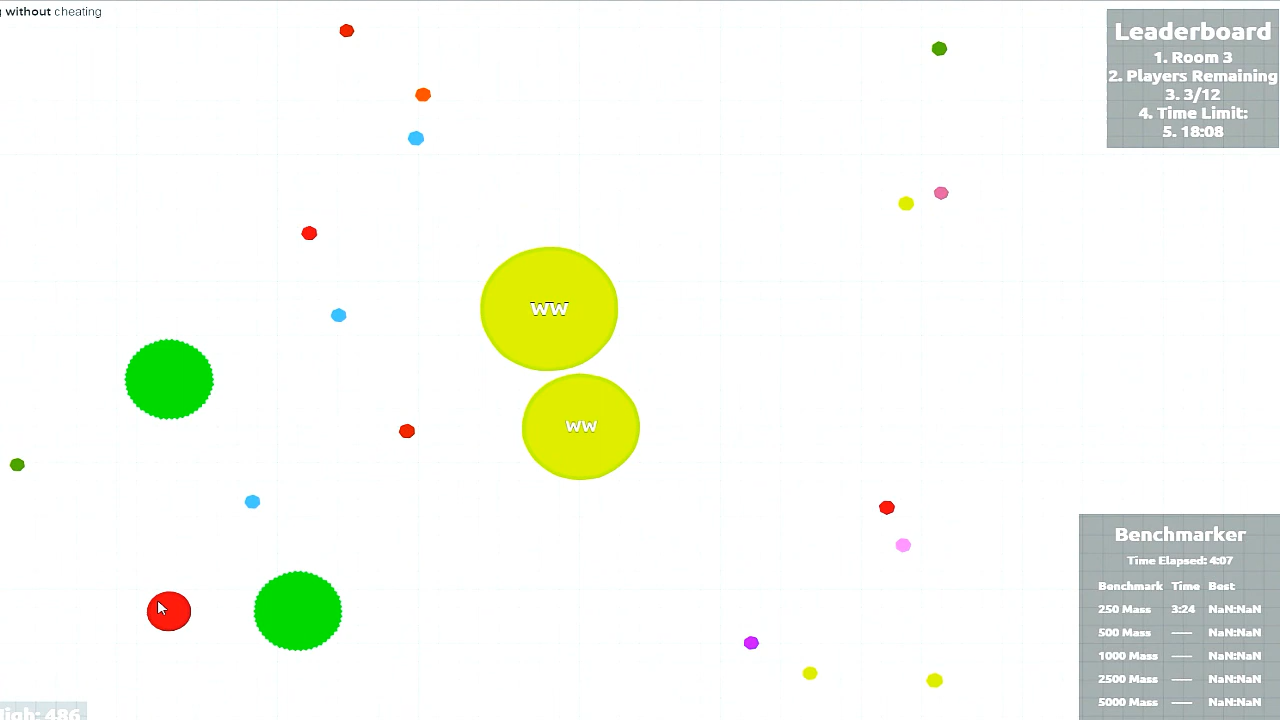 without cheating
Leaderboard
1. Room 3
2. Players Remaining
3. 3/12
4. Time Limit:
5. 18:08
ww
ww
Benchmarker
Time Elapsed: 4:07
Benchmark Time Best
250 Mass 3:24 NaN:NaN
500 Mass —— NaN:NaN
1000 Mass —— NaN:NaN
2500 Mass —— NaN:NaN
5000 Mass —— NaN:NaN
High: 486